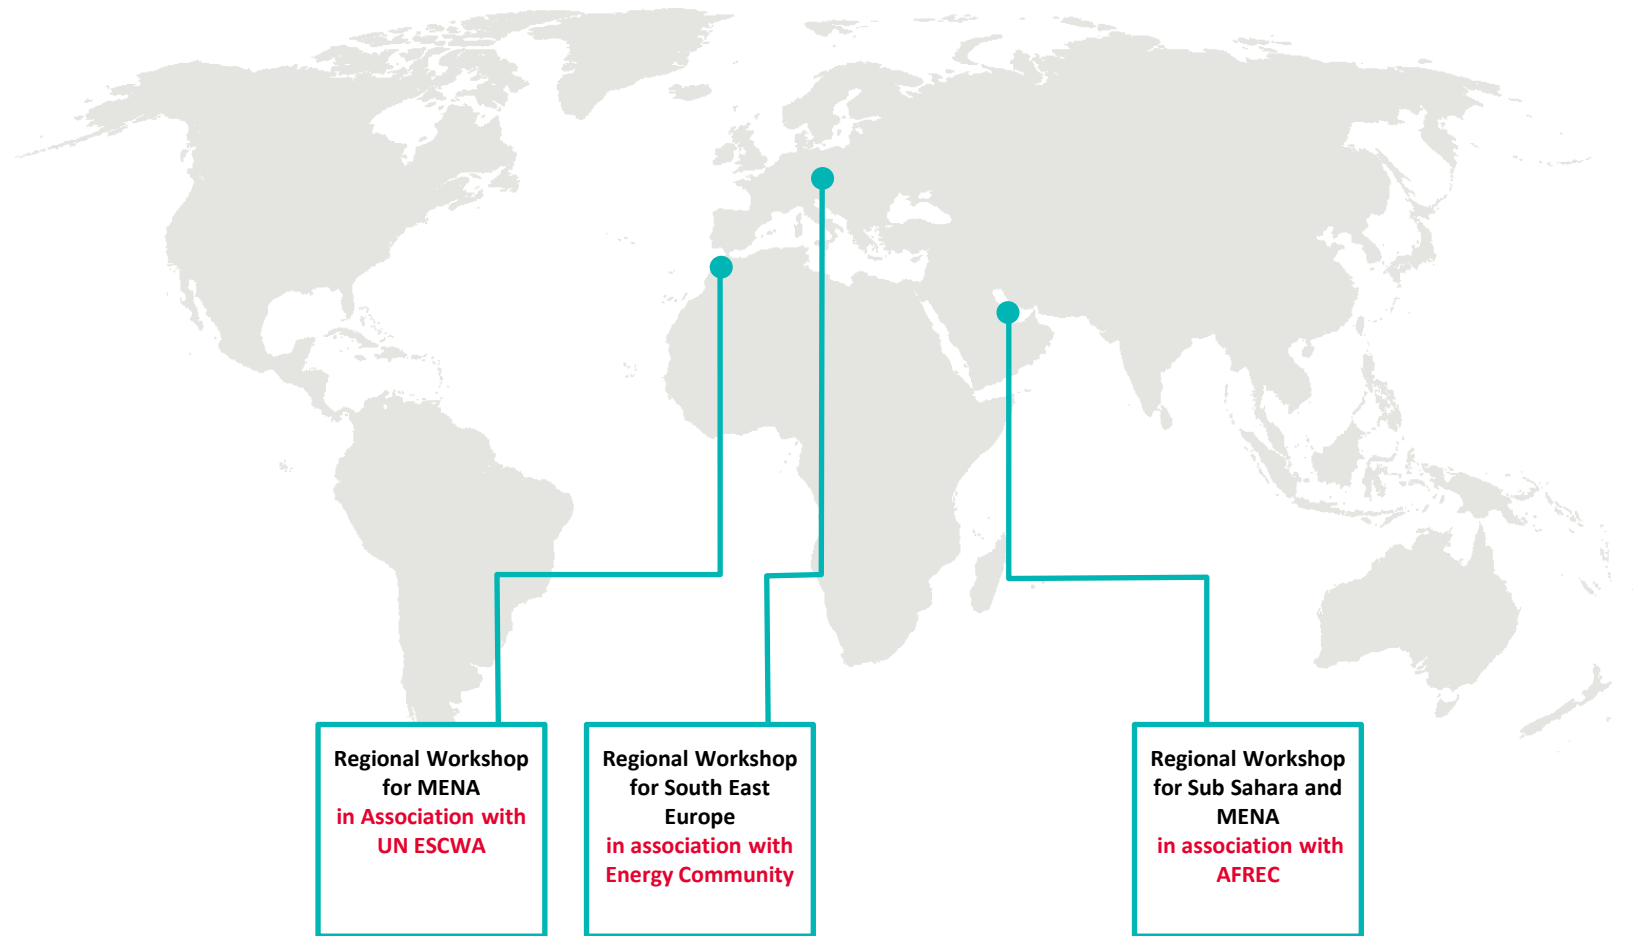 Regional Workshop
for MENA
in Association with
UN ESCWA
Regional Workshop
for South East
Europe
in association with
Energy Community
Regional Workshop
for Sub Sahara and
MENA
in association with
AFREC